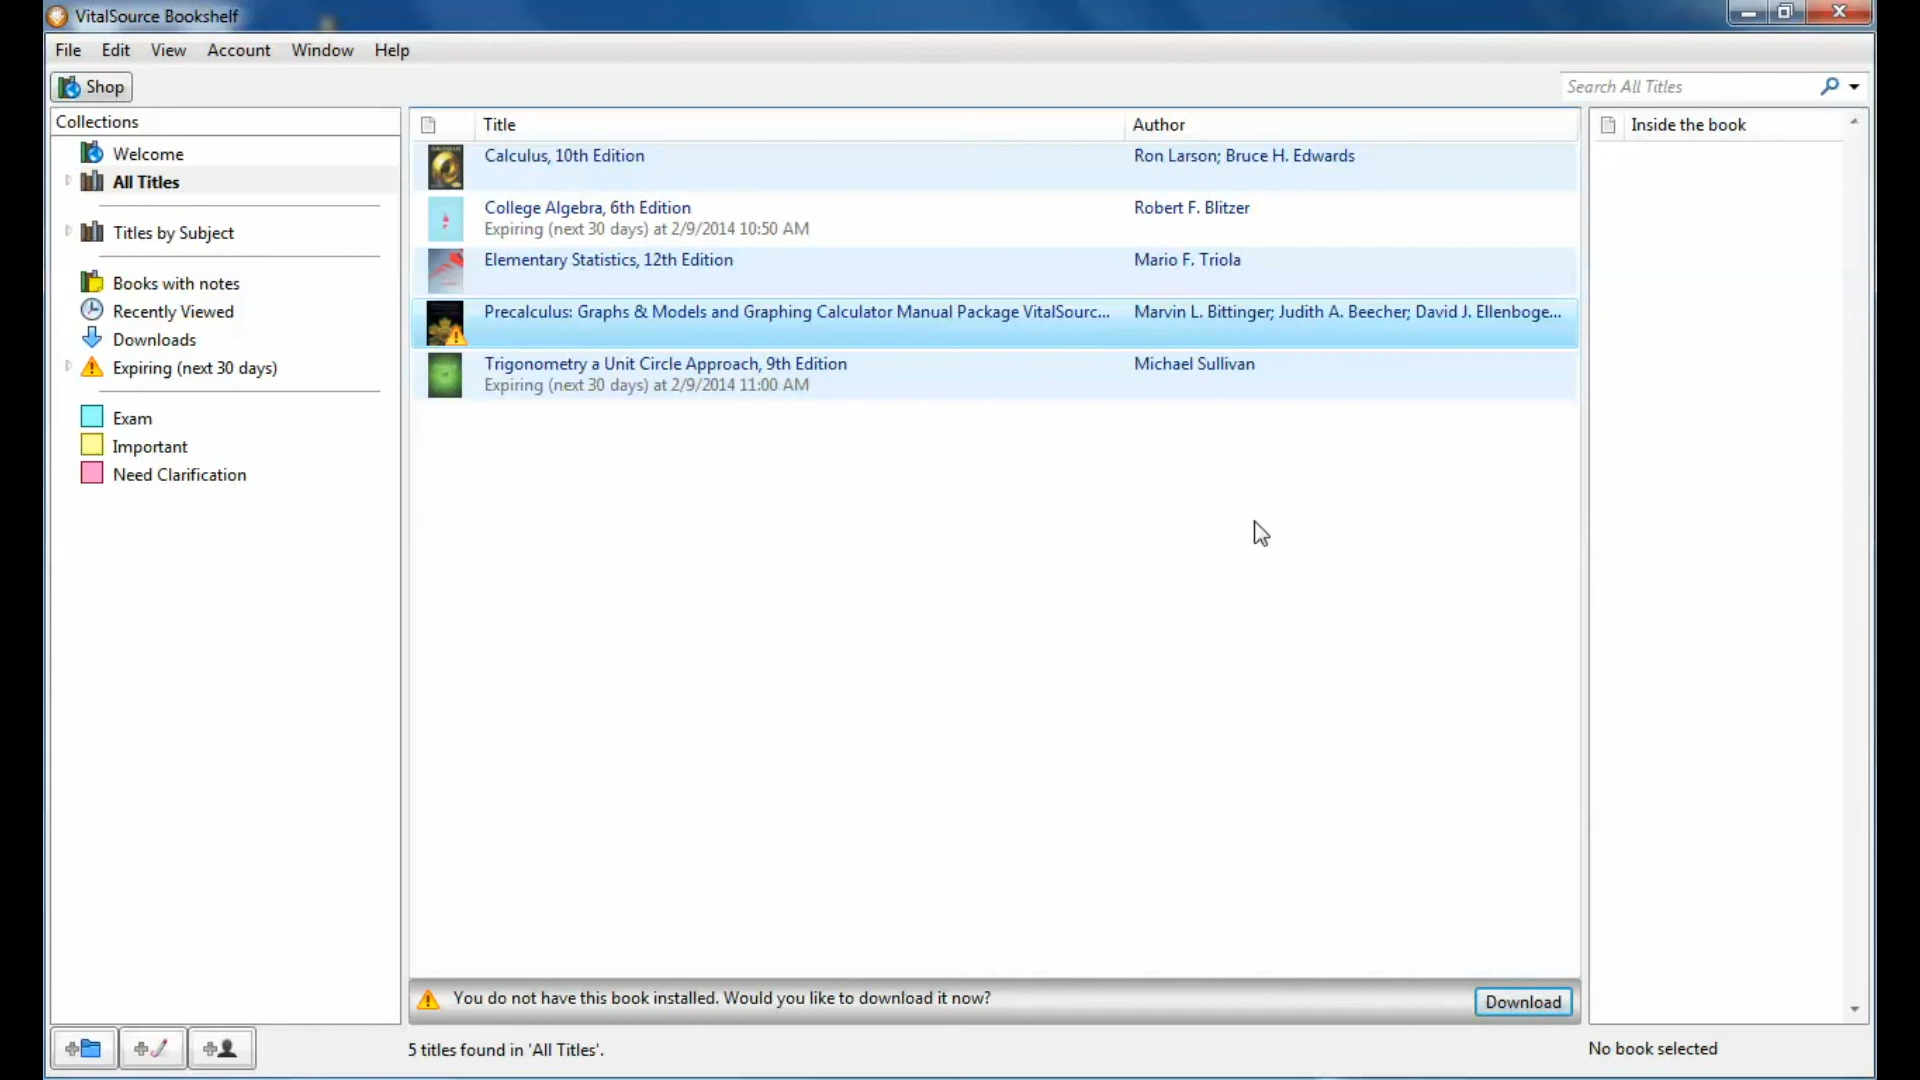 VitalSource Bookshelf
File Edit View Account Window Help
Shop
Search All Titles
Collections
Welcome
All Titles
Titles by Subject
Books with notes
Recently Viewed
Downloads
Expiring (next 30 days)
Exam
Important
Need Clarification
Title Author
Calculus, 10th Edition Ron Larson; Bruce H. Edwards
College Algebra, 6th Edition Robert F. Blitzer
Expiring (next 30 days) at 2/9/2014 10:50 AM
Elementary Statistics, 12th Edition Mario F. Triola
Precalculus: Graphs & Models and Graphing Calculator Manual Package VitalSourc... Marvin L. Bittinger; Judith A. Beecher; David J. Ellenboge...
Trigonometry a Unit Circle Approach, 9th Edition Michael Sullivan
Expiring (next 30 days) at 2/9/2014 11:00 AM
Inside the book
You do not have this book installed. Would you like to download it now? Download
5 titles found in 'All Titles'.
No book selected